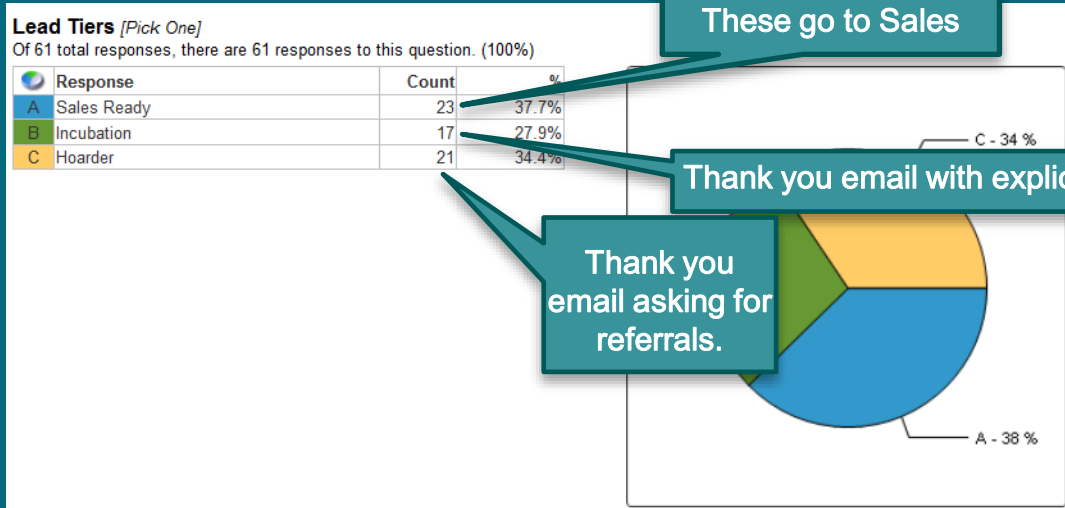 These go to Sales
Lead Tiers [Pick One]
Of 61 total responses, there are 61 responses to this question. (100%)
Response Count %
A Sales Ready 23 37.7%
B Incubation 17 27.9%
C Hoarder 21 34.4%
C - 34 %
Thank you email with
Thank you
email asking for
referrals.
A - 38 %